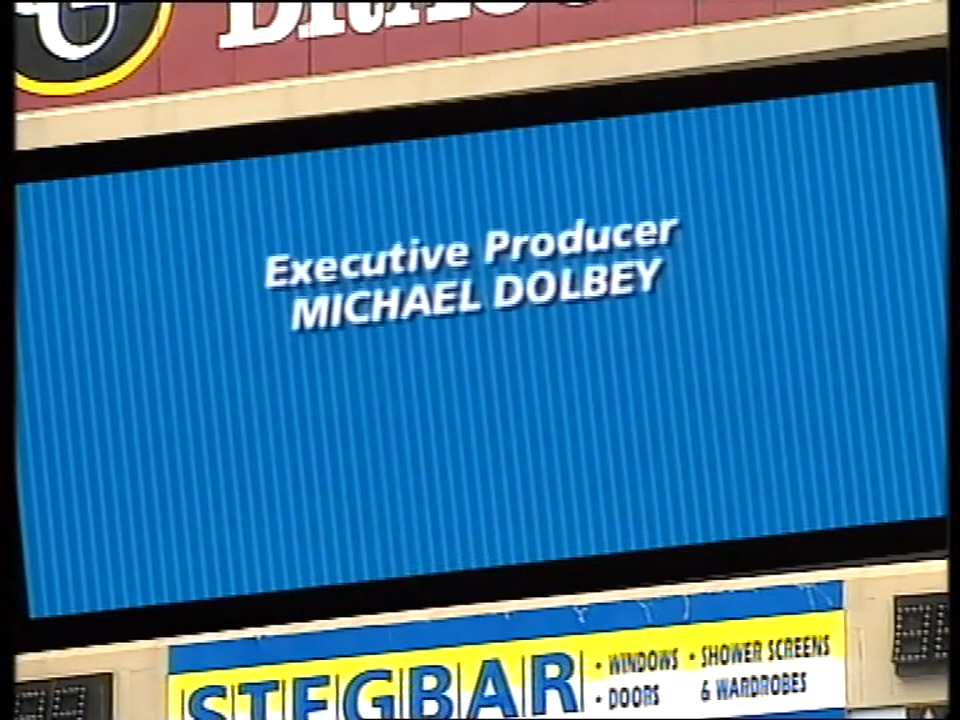 Executive Producer
MICHAEL DOLBEY
STEGBAR
• WINDOWS • SHOWER SCREENS
• DOORS & WARDROBES